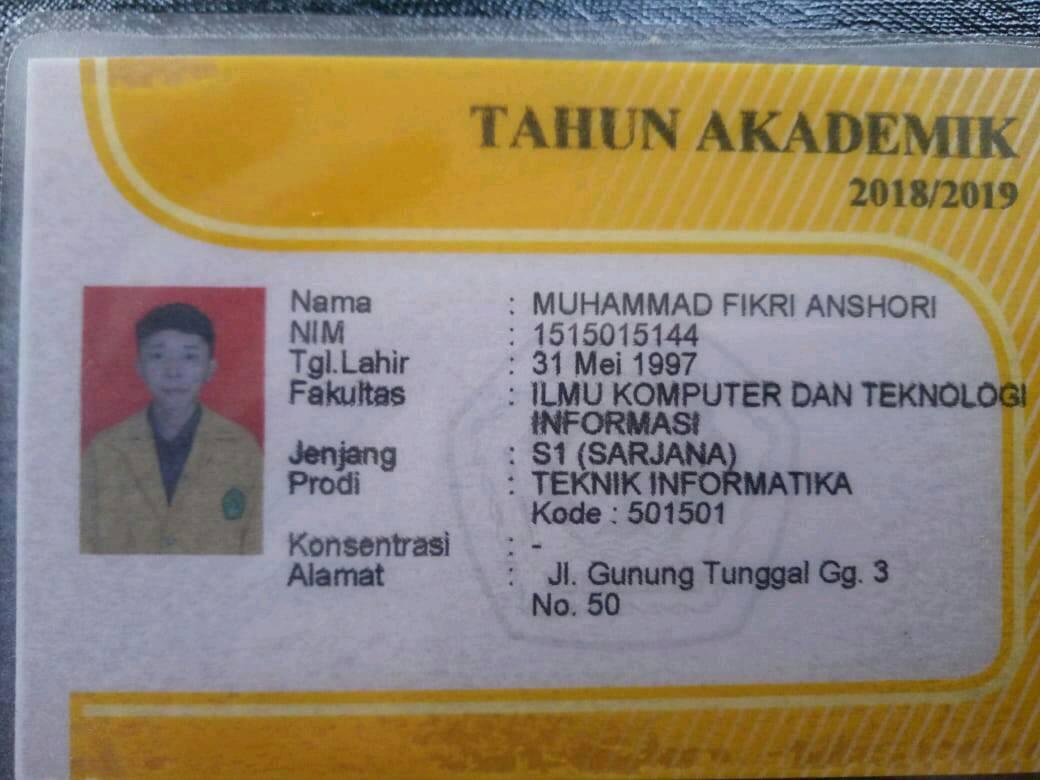 TAHUN AKADEMIK
2018/2019
Nama : MUHAMMAD FIKRI ANSHORI
NIM : 1515015144
Tgl.Lahir : 31 Mei 1997
Fakultas : ILMU KOMPUTER DAN TEKNOLOGI
INFORMASI
Jenjang : S1 (SARJANA)
Prodi : TEKNIK INFORMATIKA
Kode : 501501
Konsentrasi : -
Alamat : Jl. Gunung Tunggal Gg. 3
No. 50